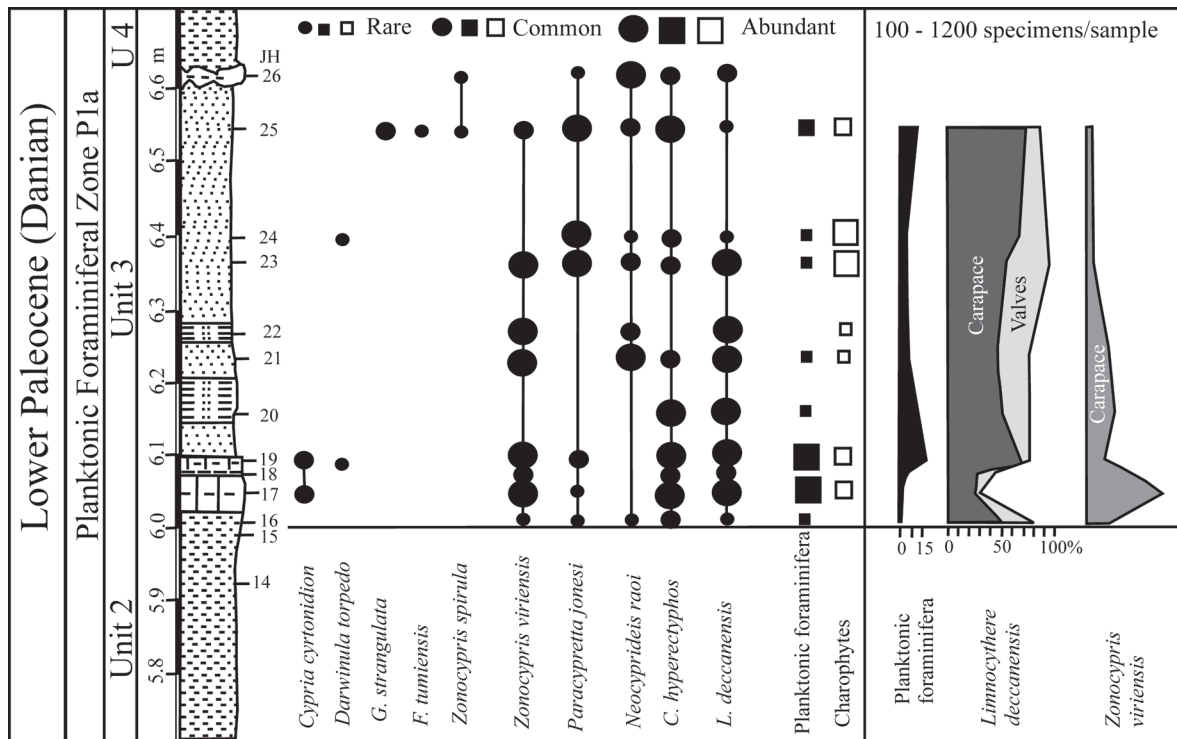 Lower Paleocene (Danian)
Planktonic Foraminiferal Zone P1a
U 4
Unit 3
Unit 2
6,6 m
6,5
6,4
6,3
6,2
6,1
6,0
5,9
5,8
JH
26
25
24
23
22
21
20
19
18
17
16
15
14
Rare
Common
Abundant
100 - 1200 specimens/sample
Cypria cyrtonidion
Darwinula torpedo
G. strangulata
F. tumiensis
Zonocypris spirula
Zonocypris viriensis
Paracypretta jonesi
Neocyprideis raoi
C. hyperectyphos
L. deccanensis
Planktonic foraminifera
Charophytes
Carapace
Valves
Carapace
0 15
0 50 100%
Planktonic
foraminifera
Limnocythere
deccanensis
Zonocypris
viriensis